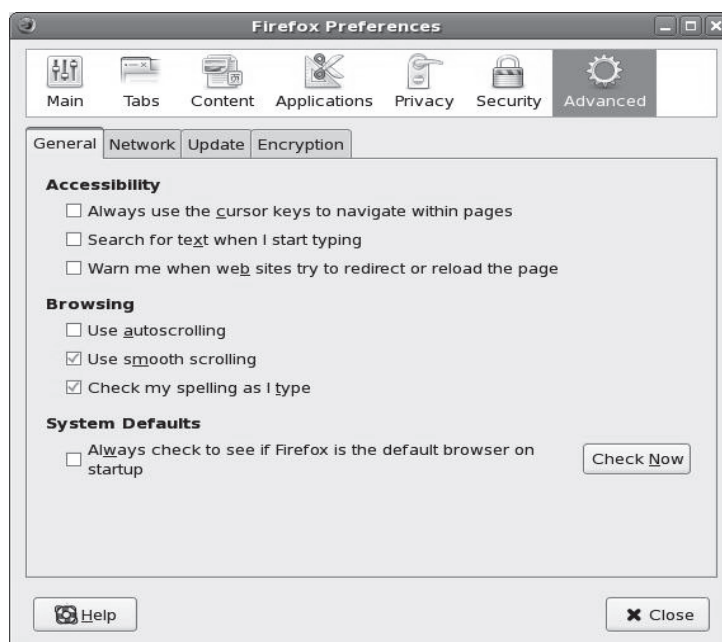 Firefox Preferences
Main Tabs Content Applications Privacy Security Advanced
General Network Update Encryption
Accessibility
Always use the cursor keys to navigate within pages
Search for text when I start typing
Warn me when web sites try to redirect or reload the page
Browsing
Use autoscrolling
Use smooth scrolling
Check my spelling as I type
System Defaults
Always check to see if Firefox is the default browser on
startup
Check Now
Help
Close